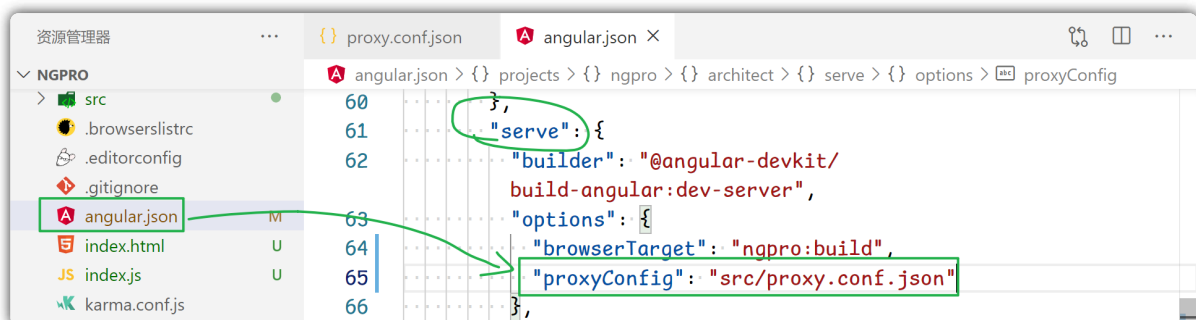 资源管理器 ···
NGPRO
src
.browserslistrc
.editorconfig
.gitignore
angular.json M
index.html U
JS index.js U
karma.conf.js
{} proxy.conf.json
angular.json ×
···
angular.json > {} projects > {} ngpro > {} architect > {} serve > {} options > abc proxyConfig
60 },
61 "serve": {
62 "builder": "@angular-devkit/
build-angular:dev-server",
63 "options": {
64 "browserTarget": "ngpro:build",
65 "proxyConfig": "src/proxy.conf.json"
66 },